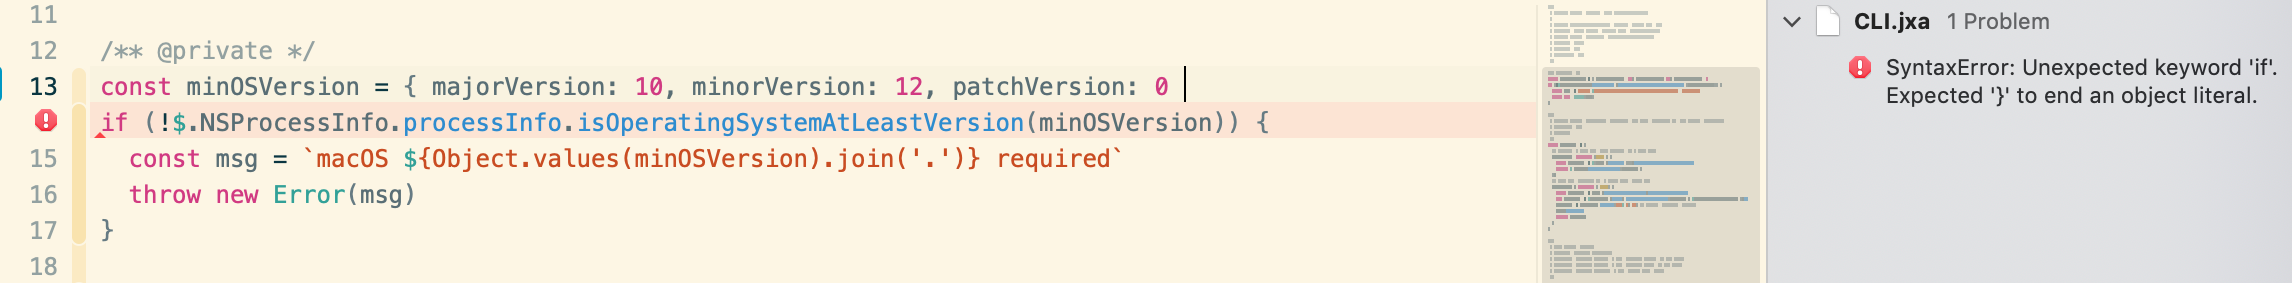 11
12 /** @private */
13 const minOSVersion = { majorVersion: 10, minorVersion: 12, patchVersion: 0
if (!$.NSProcessInfo.processInfo.isOperatingSystemAtLeastVersion(minOSVersion)) {
15 const msg = `macOS ${Object.values(minOSVersion).join('.')} required`
16 throw new Error(msg)
17 }
18
CLI.jxa 1 Problem
SyntaxError: Unexpected keyword 'if'.
Expected '}' to end an object literal.